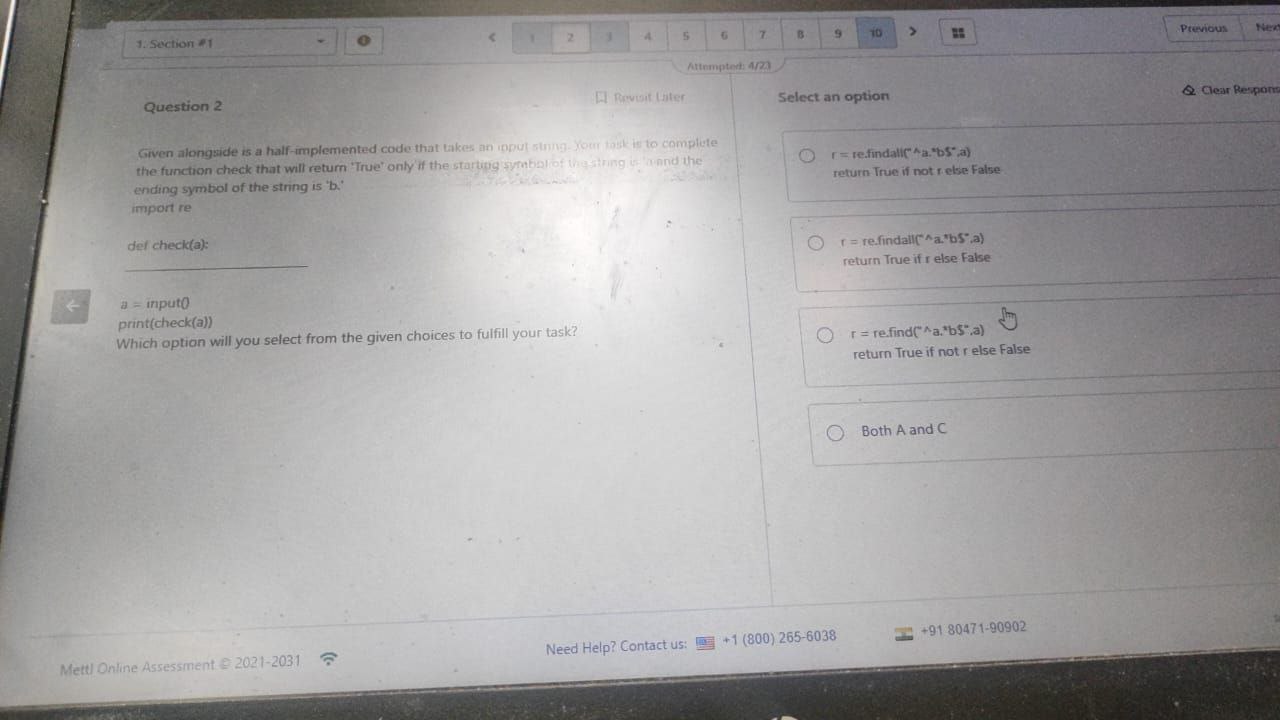 1. Section #1
1 2 3 4 5 6 7 8 9 10
Previous
Attempted: 4/23
Question 2
Revisit Later
Given alongside is a half-implemented code that takes an input string. Your task is to complete
the function check that will return 'True' only if the starting symbol of the string is 'a and the
ending symbol of the string is 'b.'
import re
def check(a):
a = input()
print(check(a))
Which option will you select from the given choices to fulfill your task?
Select an option
Clear Respons
r = re.findall("^a.*b$",a)
return True if not r else False
r = re.findall("^a.*b$",a)
return True if r else False
r = re.find("^a.*b$",a)
return True if not r else False
Both A and C
Mettl Online Assessment © 2021-2031
Need Help? Contact us: +1 (800) 265-6038
+91 80471-90902